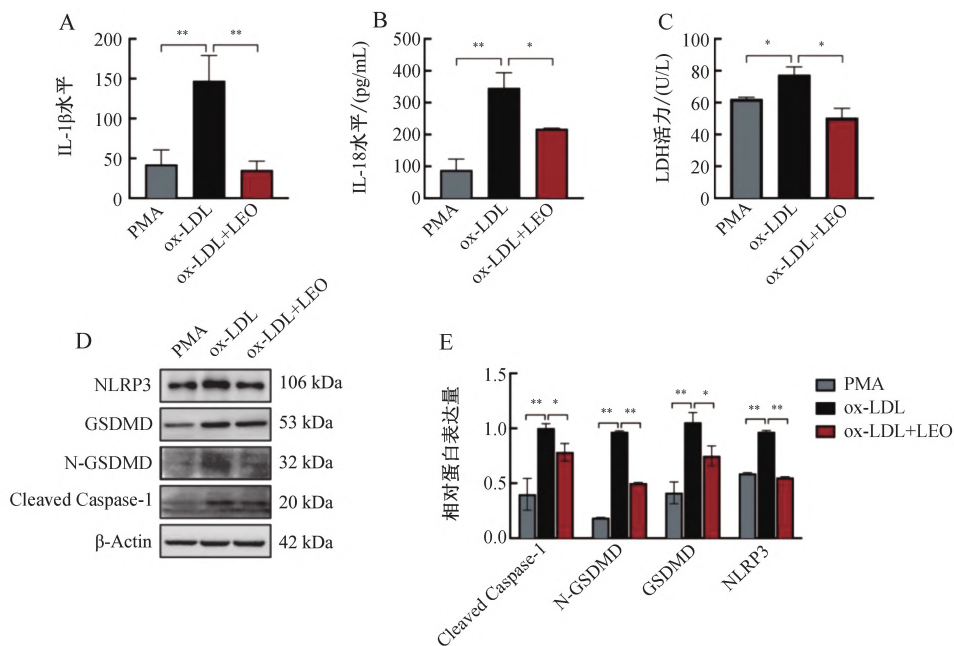 A
IL-1β水平
200
150
100
50
0
**
**
PMA
ox-LDL
ox-LDL+LEO
B
IL-18水平/(pg/mL)
500
400
300
200
100
0
**
*
PMA
ox-LDL
ox-LDL+LEO
C
LDH活力/(U/L)
100
80
60
40
20
0
*
*
PMA
ox-LDL
ox-LDL+LEO
D
PMA
ox-LDL
ox-LDL+LEO
NLRP3 106 kDa
GSDMD 53 kDa
N-GSDMD 32 kDa
Cleaved Caspase-1 20 kDa
β-Actin 42 kDa
E
相对蛋白表达量
1.5
1.0
0.5
0.0
** *
** **
** *
** **
Cleaved Caspase-1
N-GSDMD
GSDMD
NLRP3
PMA
ox-LDL
ox-LDL+LEO